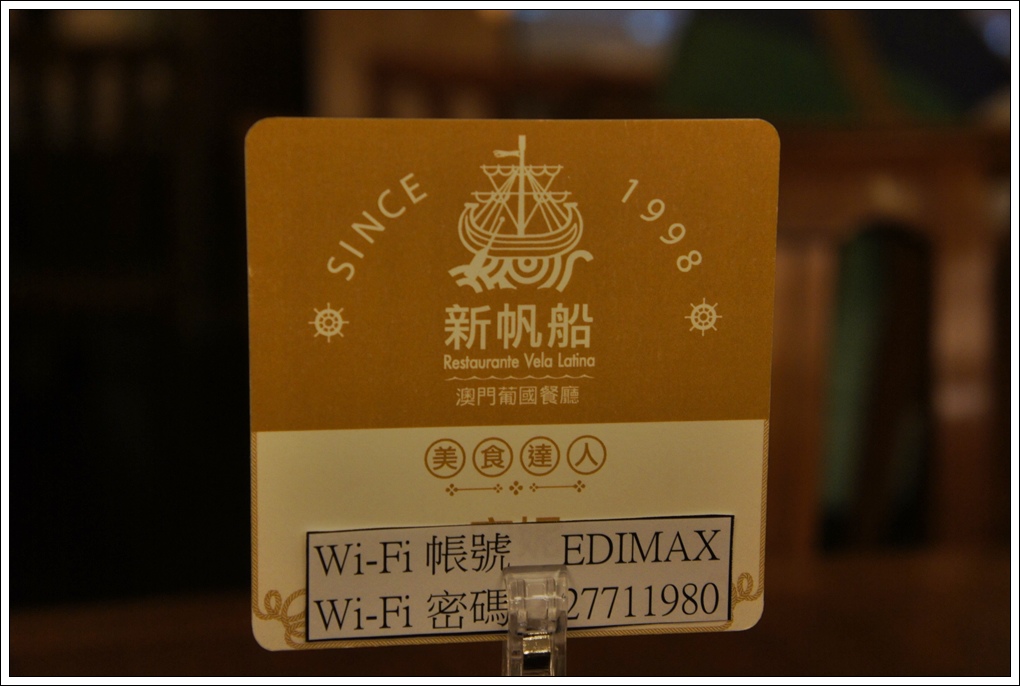 SINCE 1998
新帆船
Restaurante Vela Latina
澳門葡國餐廳
美食達人
Wi-Fi 帳號 EDIMAX
Wi-Fi 密碼 27711980